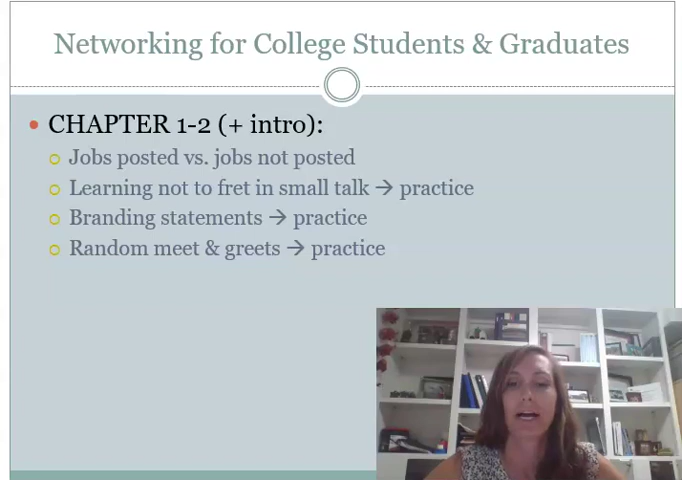 Networking for College Students & Graduates
• CHAPTER 1-2 (+ intro):
○ Jobs posted vs. jobs not posted
○ Learning not to fret in small talk → practice
○ Branding statements → practice
○ Random meet & greets → practice